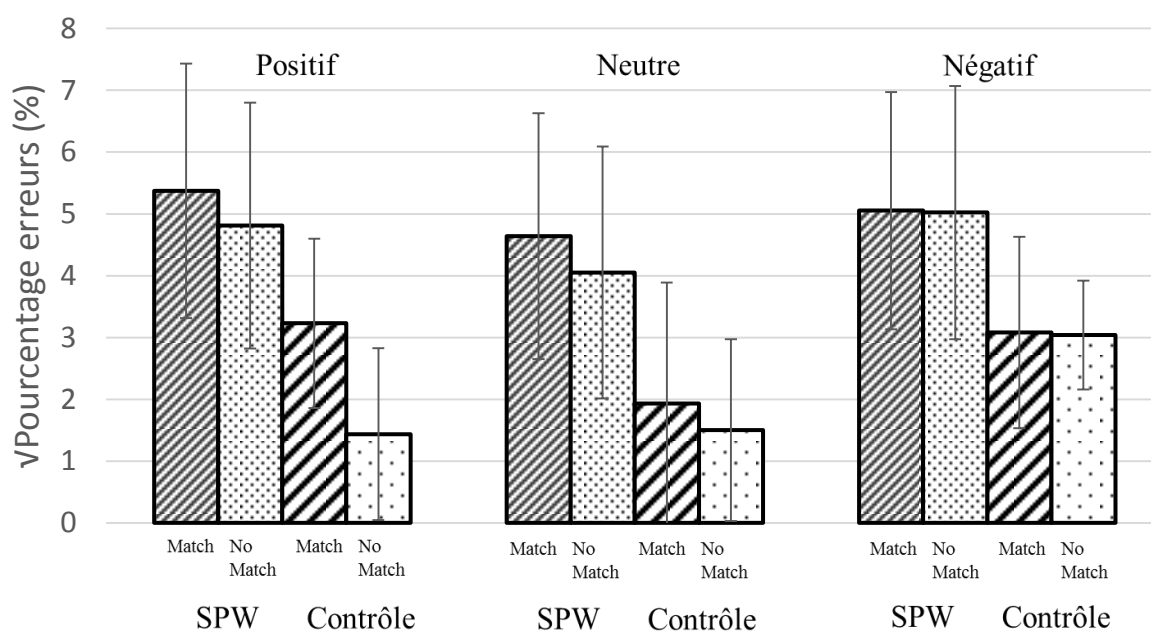 8
Positif Neutre Négatif
7
6
5
4
3
2
1
0
√Pourcentage erreurs (%)
Match No Match Match No Match Match No Match Match No Match Match No Match Match No Match
SPW Contrôle SPW Contrôle SPW Contrôle